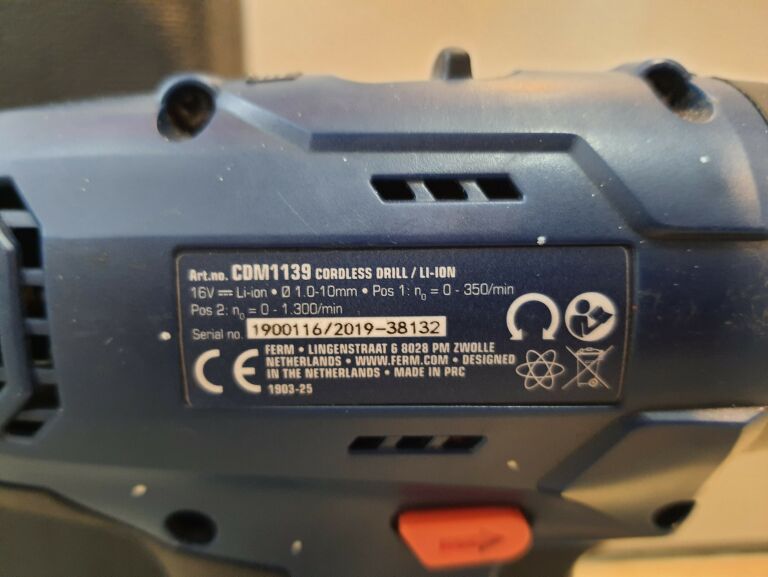 Art.no. CDM1139 CORDLESS DRILL / LI-ION
16V⎓ Li-ion • Ø 1.0-10mm • Pos 1: n₀ = 0 - 350/min
Pos 2: n₀ = 0 - 1.300/min
Serial no. 1900116/2019-38132
CE FERM • LINGENSTRAAT 6 8028 PM ZWOLLE
NETHERLANDS • WWW.FERM.COM • DESIGNED
IN THE NETHERLANDS • MADE IN PRC
1903-25